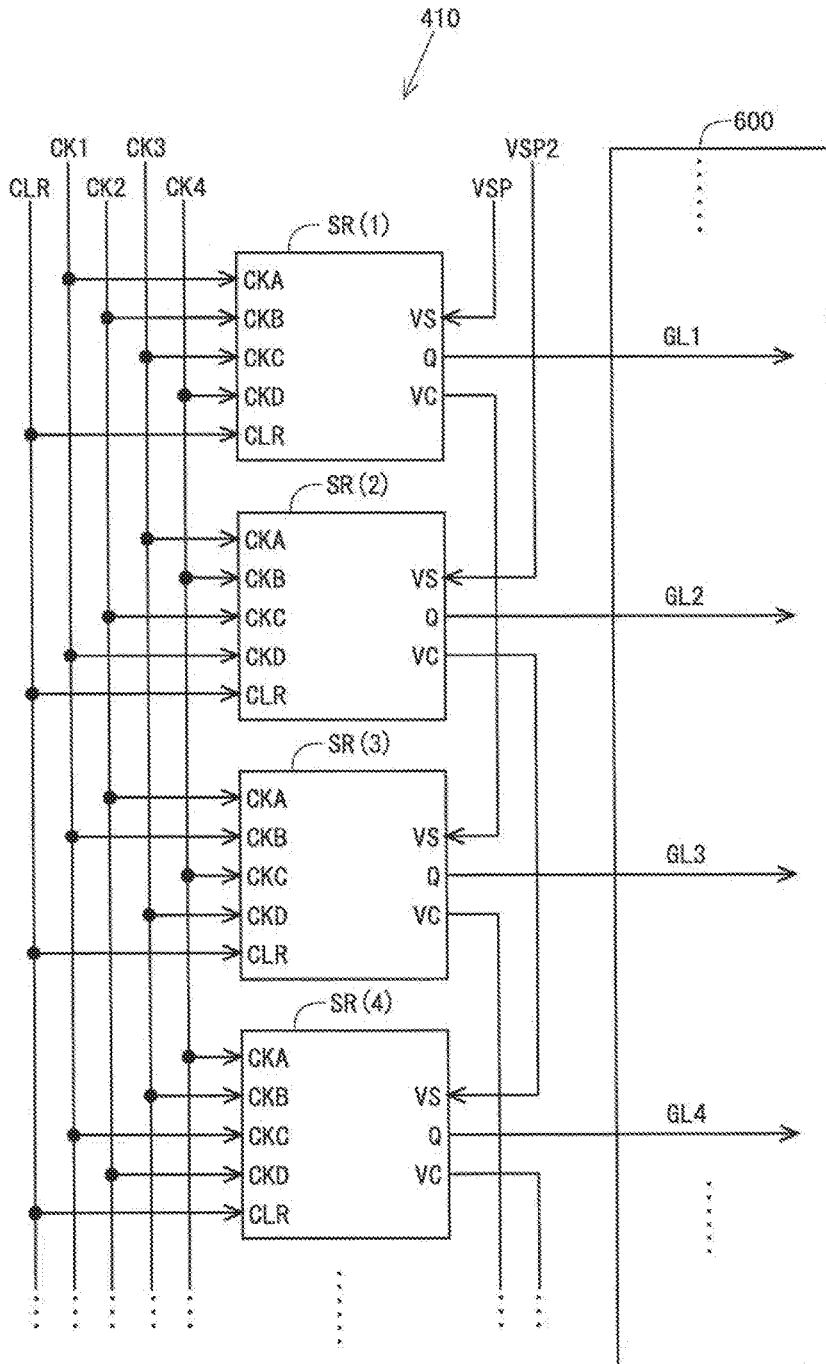 410
600
CK1 CK3
VSP2
CLR CK2 CK4
VSP
SR(1)
CKA
CKB VS
CKC Q GL1
CKD VC
CLR
SR(2)
CKA
CKB VS
CKC Q GL2
CKD VC
CLR
SR(3)
CKA
CKB VS
CKC Q GL3
CKD VC
CLR
SR(4)
CKA
CKB VS
CKC Q GL4
CKD VC
CLR